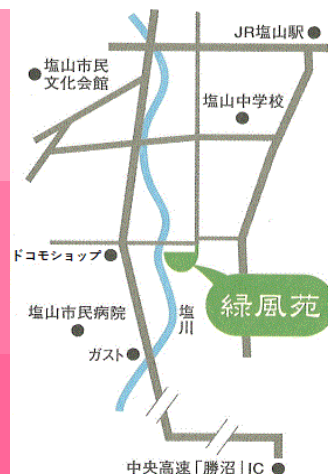 JR塩山駅
塩山市民
文化会館
塩山中学校
ドコモショップ
緑風苑
塩山市民病院
塩川
ガスト
中央高速「勝沼」IC